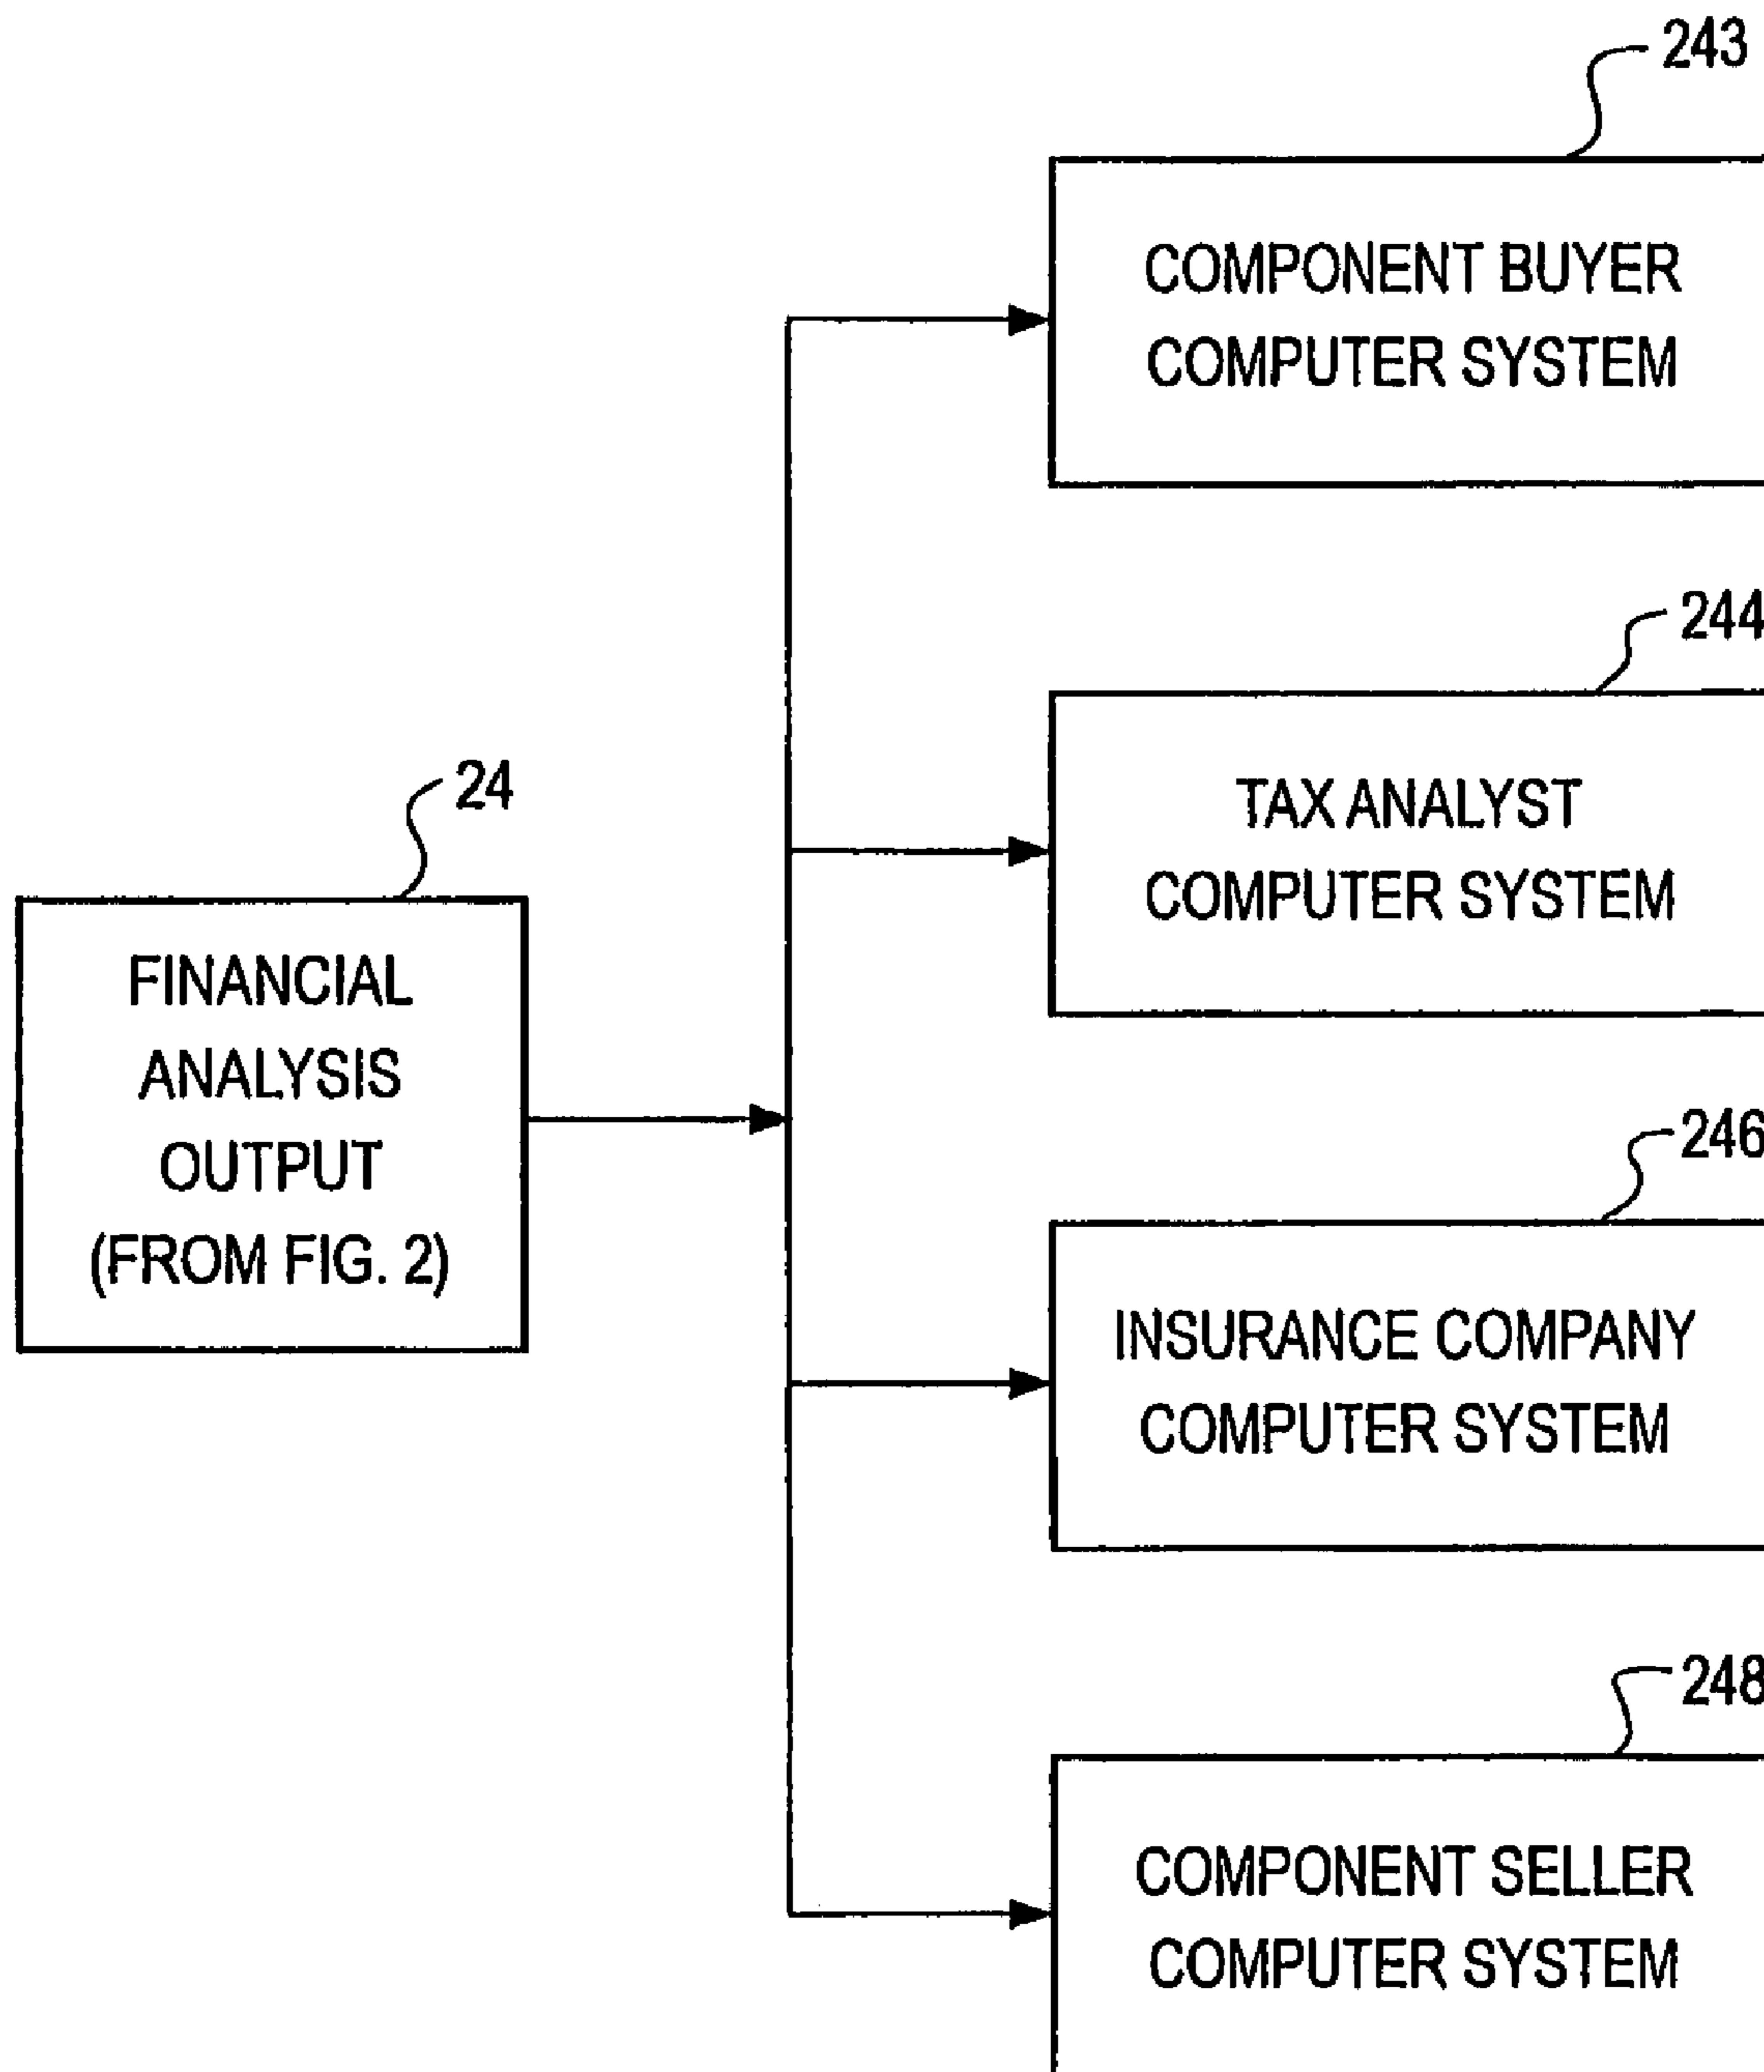 243
COMPONENT BUYER
COMPUTER SYSTEM
244
TAX ANALYST
COMPUTER SYSTEM
24
FINANCIAL
ANALYSIS
OUTPUT
(FROM FIG. 2)
246
INSURANCE COMPANY
COMPUTER SYSTEM
248
COMPONENT SELLER
COMPUTER SYSTEM